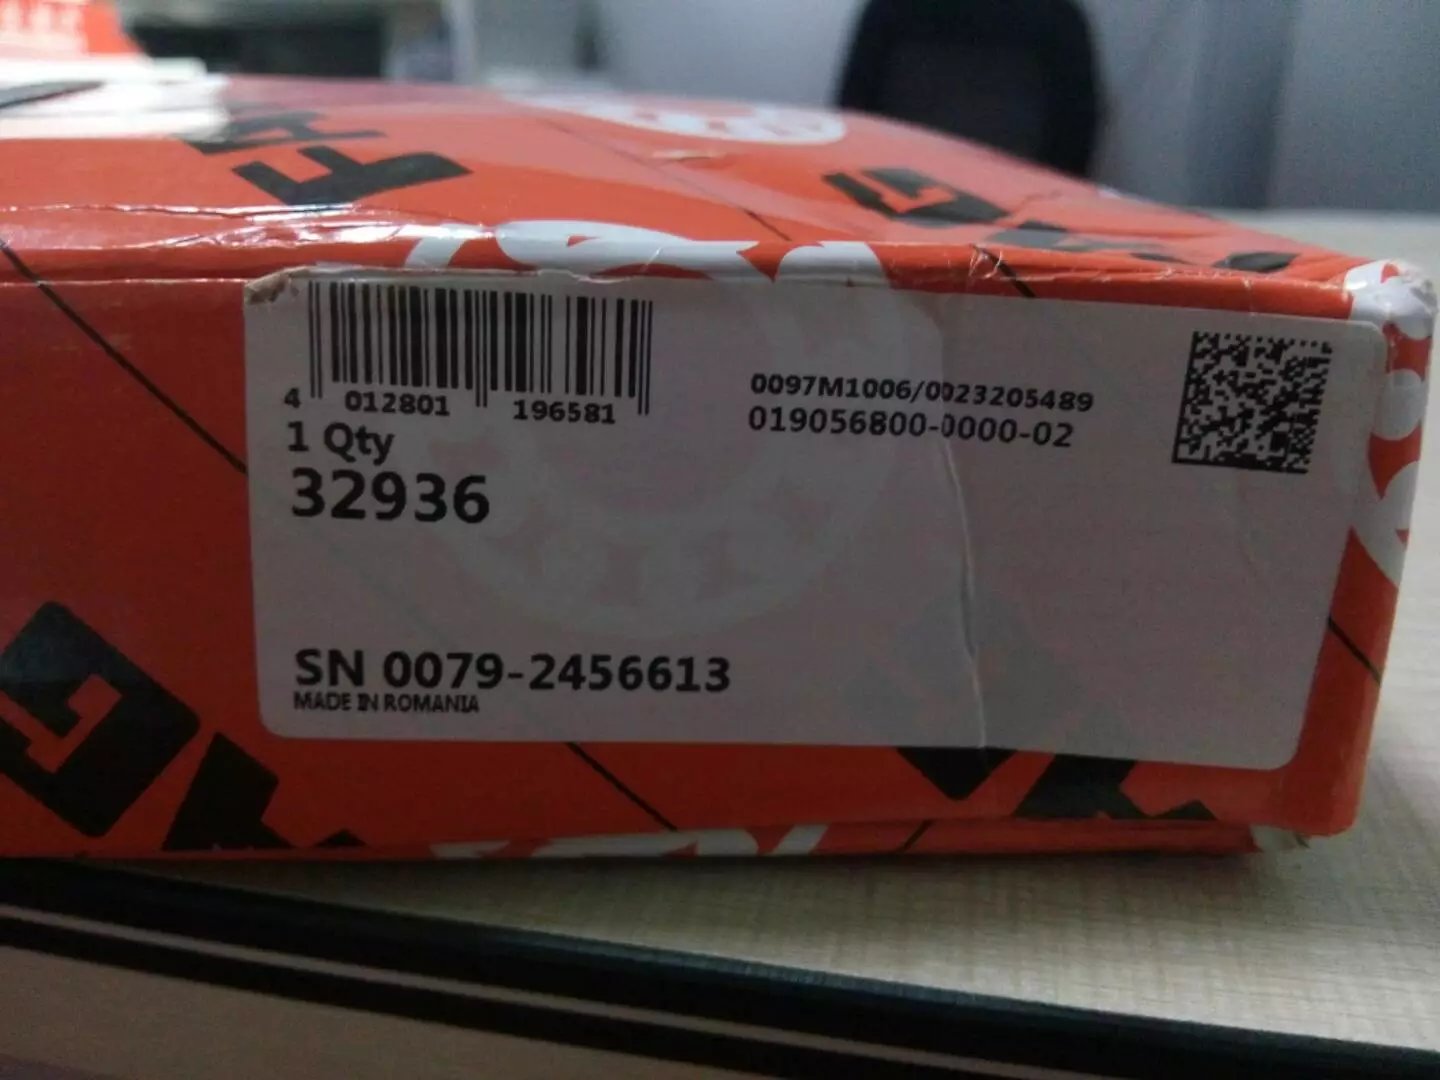 4 012801 196581
0097M1006/0023205489
019056800-0000-02
1 Qty
32936
SN 0079-2456613
MADE IN ROMANIA